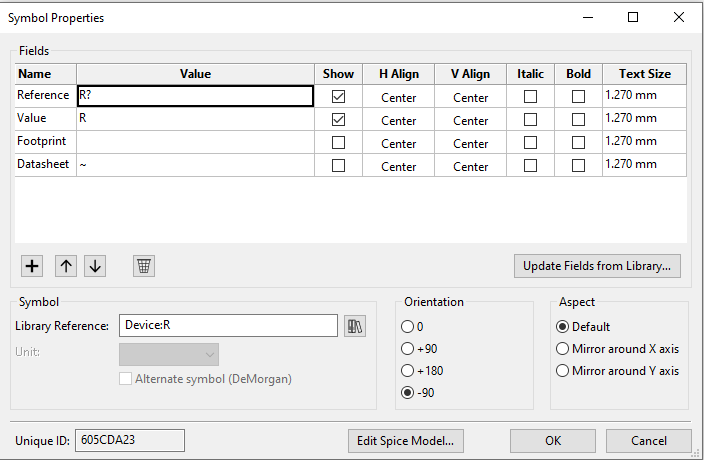 Symbol Properties
Fields
Name Value Show H Align V Align Italic Bold Text Size
Reference R? Center Center 1.270 mm
Value R Center Center 1.270 mm
Footprint Center Center 1.270 mm
Datasheet ~ Center Center 1.270 mm
Update Fields from Library...
Symbol Orientation Aspect
Library Reference: Device:R 0 Default
Unit: +90 Mirror around X axis
Alternate symbol (DeMorgan) +180 Mirror around Y axis
-90
Unique ID: 605CDA23 Edit Spice Model... OK Cancel